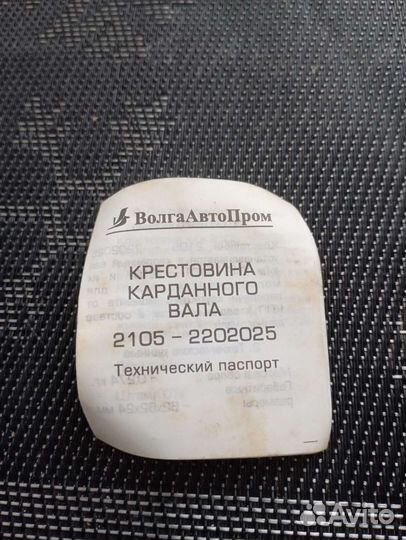 ВолгаАвтоПром
КРЕСТОВИНА
КАРДАННОГО
ВАЛА
2105 – 2202025
Технический паспорт
Avito